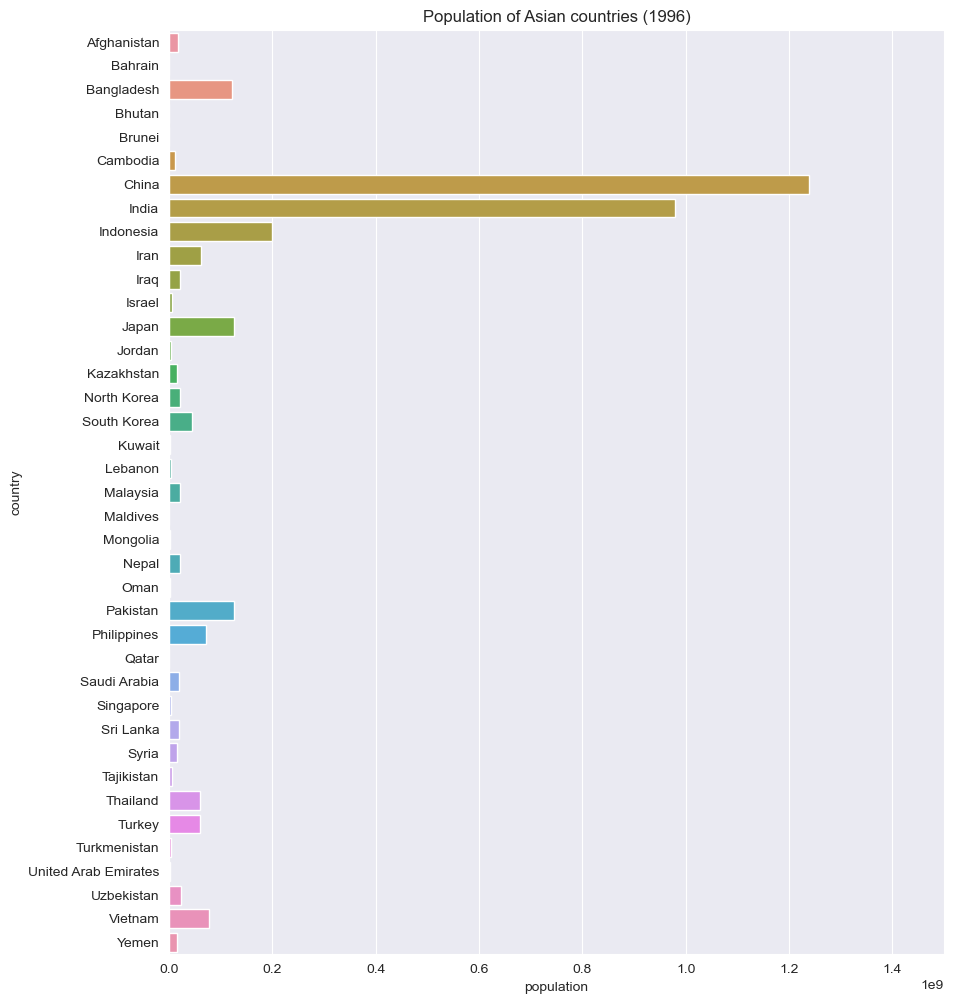 Population of Asian countries (1996)
Afghanistan
Bahrain
Bangladesh
Bhutan
Brunei
Cambodia
China
India
Indonesia
Iran
Iraq
Israel
Japan
Jordan
Kazakhstan
North Korea
South Korea
Kuwait
Lebanon
Malaysia
Maldives
Mongolia
Nepal
Oman
Pakistan
Philippines
Qatar
Saudi Arabia
Singapore
Sri Lanka
Syria
Tajikistan
Thailand
Turkey
Turkmenistan
United Arab Emirates
Uzbekistan
Vietnam
Yemen
country
0.0 0.2 0.4 0.6 0.8 1.0 1.2 1.4
population
1e9